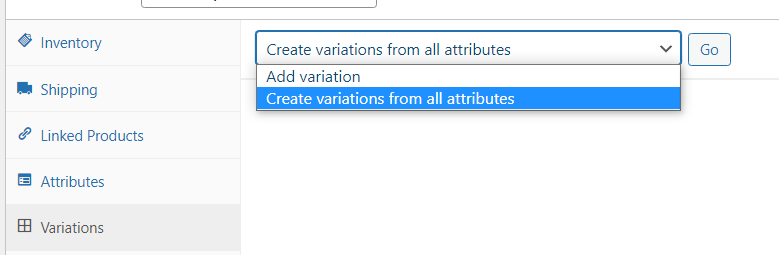 Inventory
Create variations from all attributes
Go
Add variation
Shipping
Create variations from all attributes
Linked Products
Attributes
Variations